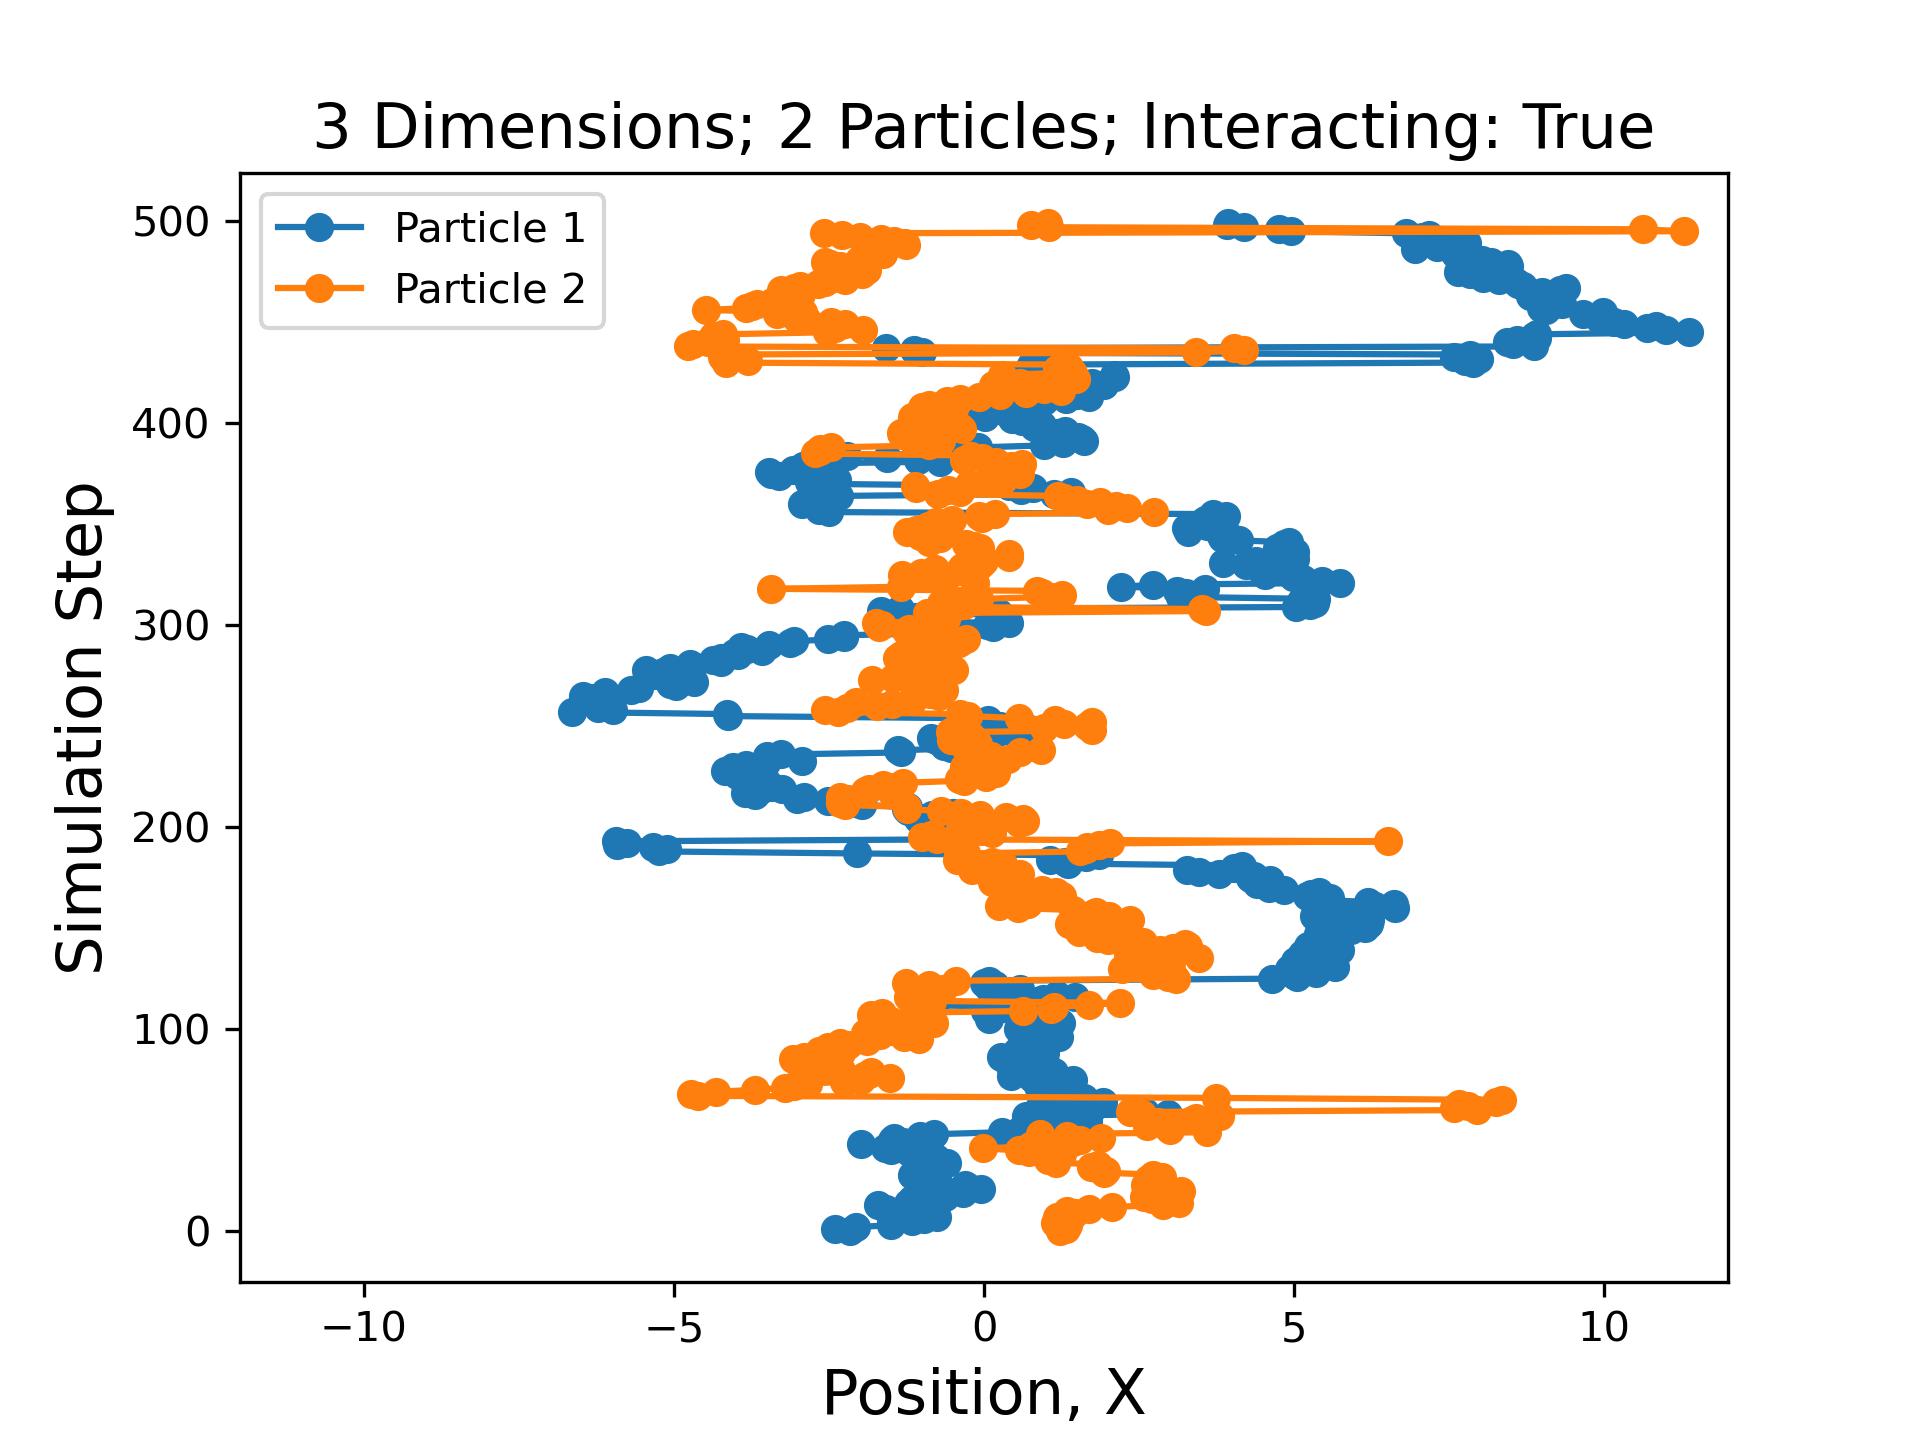 3 Dimensions; 2 Particles; Interacting: True
Particle 1
Particle 2
500
400
300
200
100
0
Simulation Step
−10
−5
0
5
10
Position, X